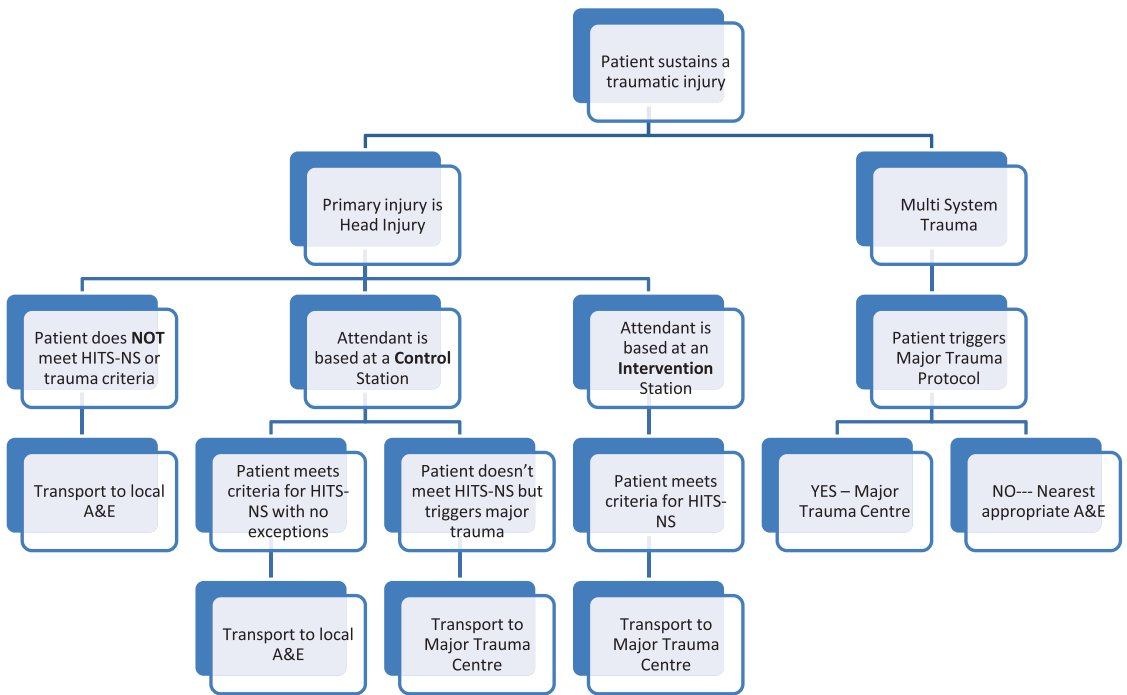 Patient sustains a
traumatic injury
Primary injury is
Head Injury
Multi System
Trauma
Patient does NOT
meet HITS-NS or
trauma criteria
Attendant is
based at a Control
Station
Attendant is
based at an
Intervention
Station
Patient triggers
Major Trauma
Protocol
Transport to local
A&E
Patient meets
criteria for HITS-
NS with no
exceptions
Patient doesn’t
meet HITS-NS but
triggers major
trauma
Patient meets
criteria for HITS-
NS
YES – Major
Trauma Centre
NO--- Nearest
appropriate A&E
Transport to local
A&E
Transport to
Major Trauma
Centre
Transport to
Major Trauma
Centre